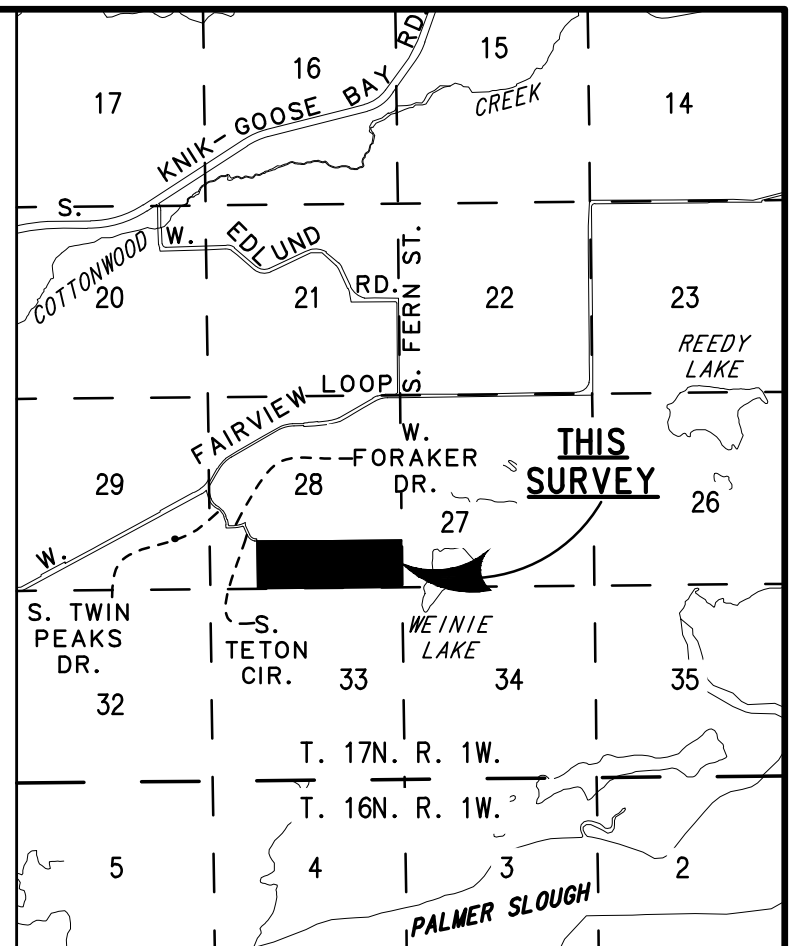 15
16
17
14
S. KNIK-GOOSE BAY RD.
COTTONWOOD
CREEK
W. EDLUND RD.
S. FERN ST.
20
21
22
23
REEDY
LAKE
W. FAIRVIEW LOOP
W.
FORAKER
DR.
THIS
SURVEY
29
28
27
26
S. TWIN
PEAKS
DR.
S.
TETON
CIR.
WEINIE
LAKE
32
33
34
35
T. 17N. R. 1W.
T. 16N. R. 1W.
5
4
3
2
PALMER SLOUGH